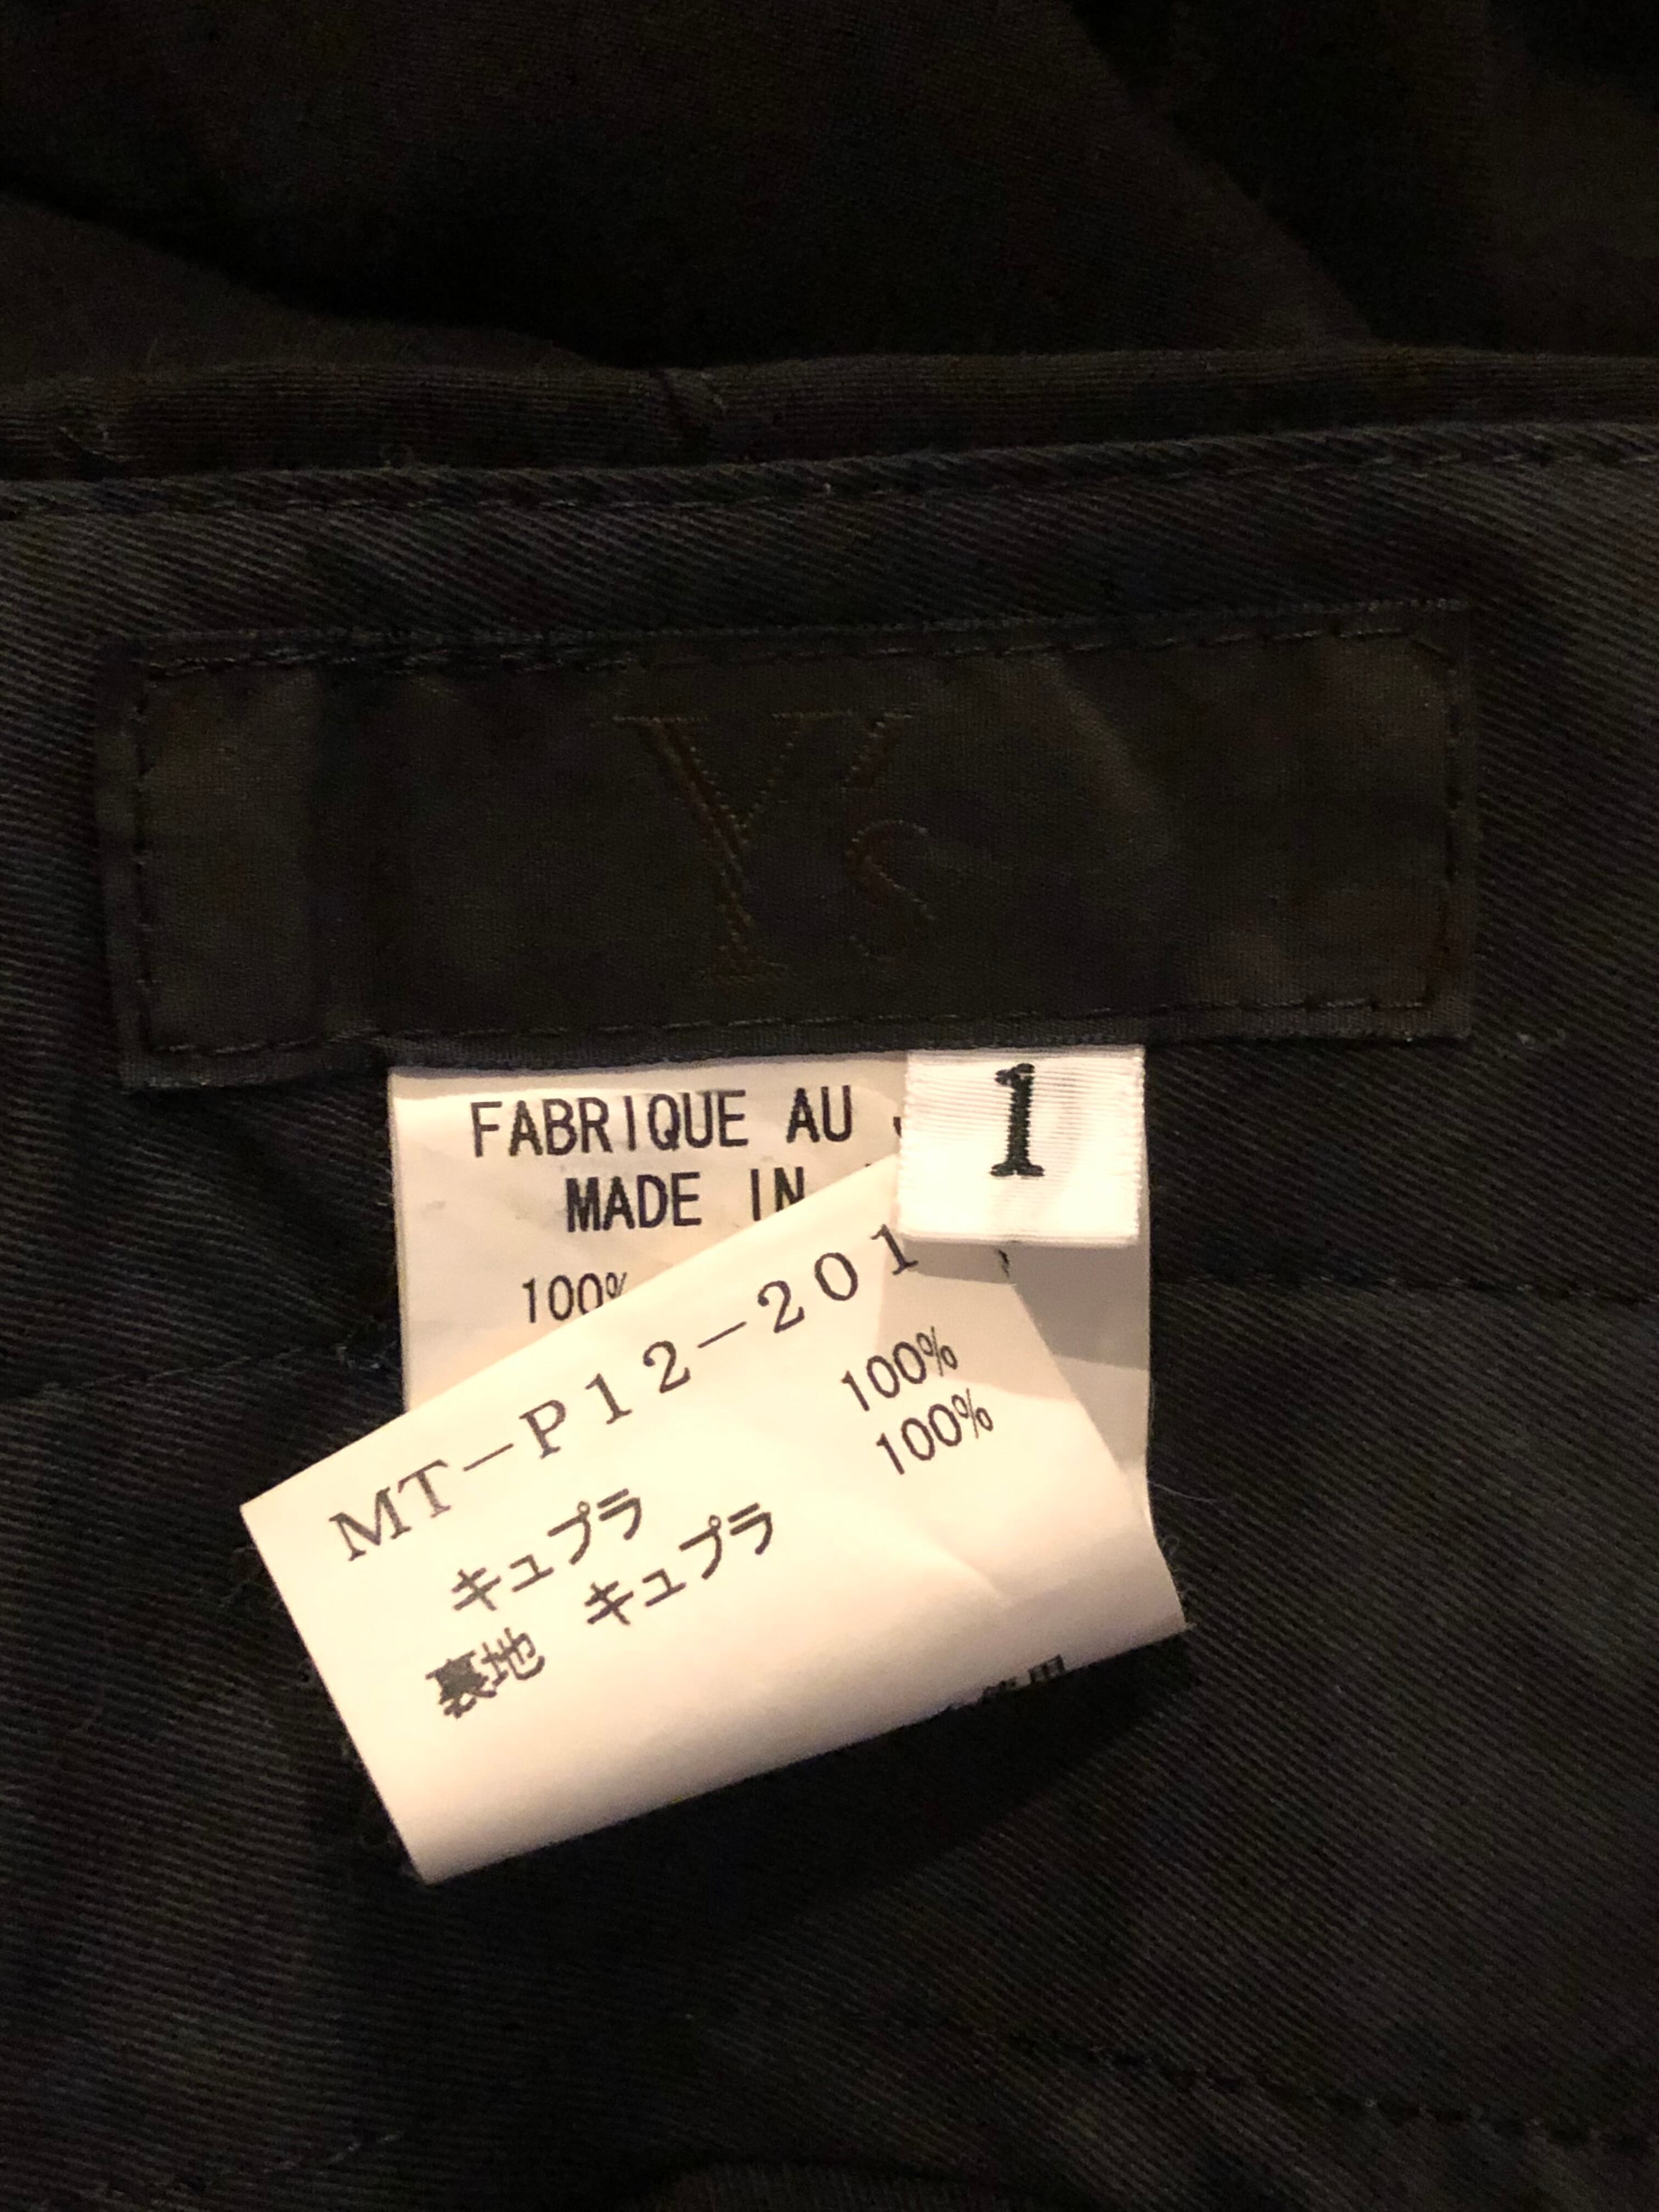 Y's
1
FABRIQUE AU
MADE IN
100%
MT-P12-201
キュプラ 100%
裏地 キュプラ 100%